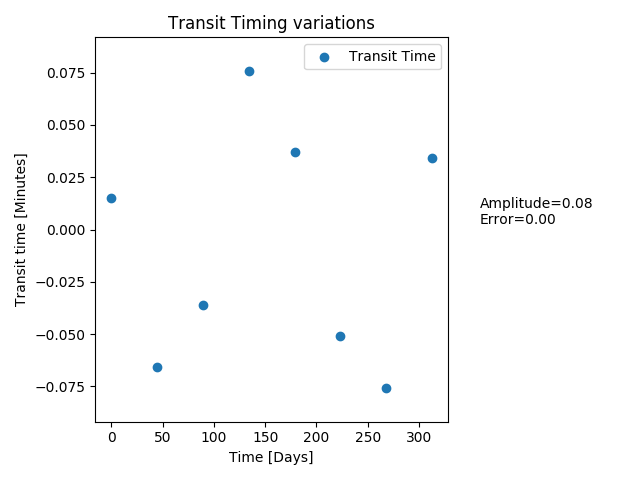 Transit Timing variations
Transit Time
0.075
0.050
0.025
0.000
−0.025
−0.050
−0.075
Transit time [Minutes]
0
50
100
150
200
250
300
Time [Days]
Amplitude=0.08
Error=0.00